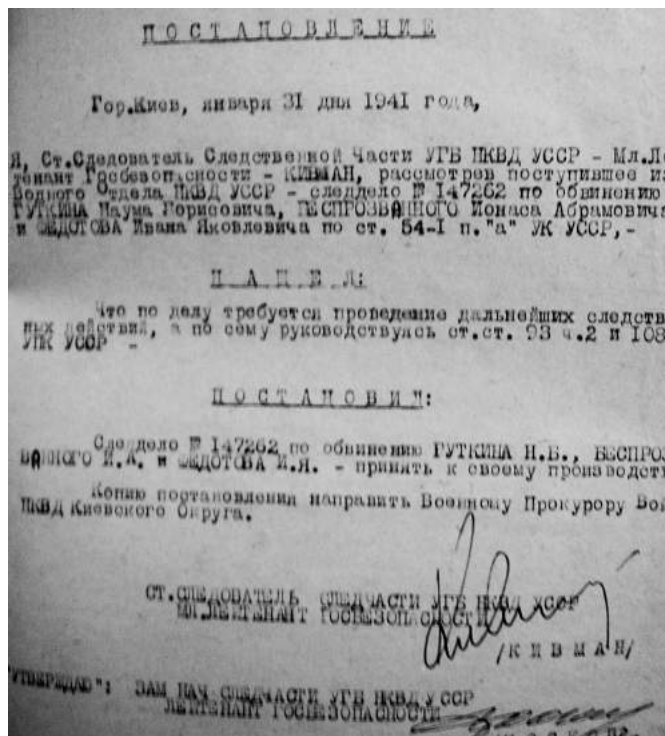 ПОСТАНОВЛЕНИЕ
Гор.Киев, января 31 дня 1941 года,
Я, Ст.Следователь Следственной Части УГБ НКВД УССР - Мл.Ле
тенант Госбезопасности - КИВМАН, рассмотрев поступившее из
Водного Отдела НКВД УССР - следдело № 147262 по обвинению
ГУТКИНА Наума Борисовича, БЕСПРОЗВАННОГО Ионаса Абрамовича
и ФЕДОТОВА Ивана Яковлевича по ст. 54-I п."а" УК УССР,-
НАШЕЛ:
Что по делу требуется проведение дальнейших следств
ных действий, а по сему руководствуясь ст.ст. 93 ч.2 и 108
УПК УССР -
ПОСТАНОВИЛ:
Следдело № 147262 по обвинению ГУТКИНА Н.Б., БЕСПРОЗ
ВАННОГО И.А. и ФЕДОТОВА И.Я. - принять к своему производств
Копию постановления направить Военному Прокурору Вой
НКВД Киевского Округа.
СТ.СЛЕДОВАТЕЛЬ СЛЕДЧАСТИ УГБ НКВД УССР
МЛ.ЛЕЙТЕНАНТ ГОСБЕЗОПАСНОСТИ
/КИВМАН/
"УТВЕРЖДАЮ": ЗАМ НАЧ СЛЕДЧАСТИ УГБ НКВД УССР
ЛЕЙТЕНАНТ ГОСБЕЗОПАСНОСТИ